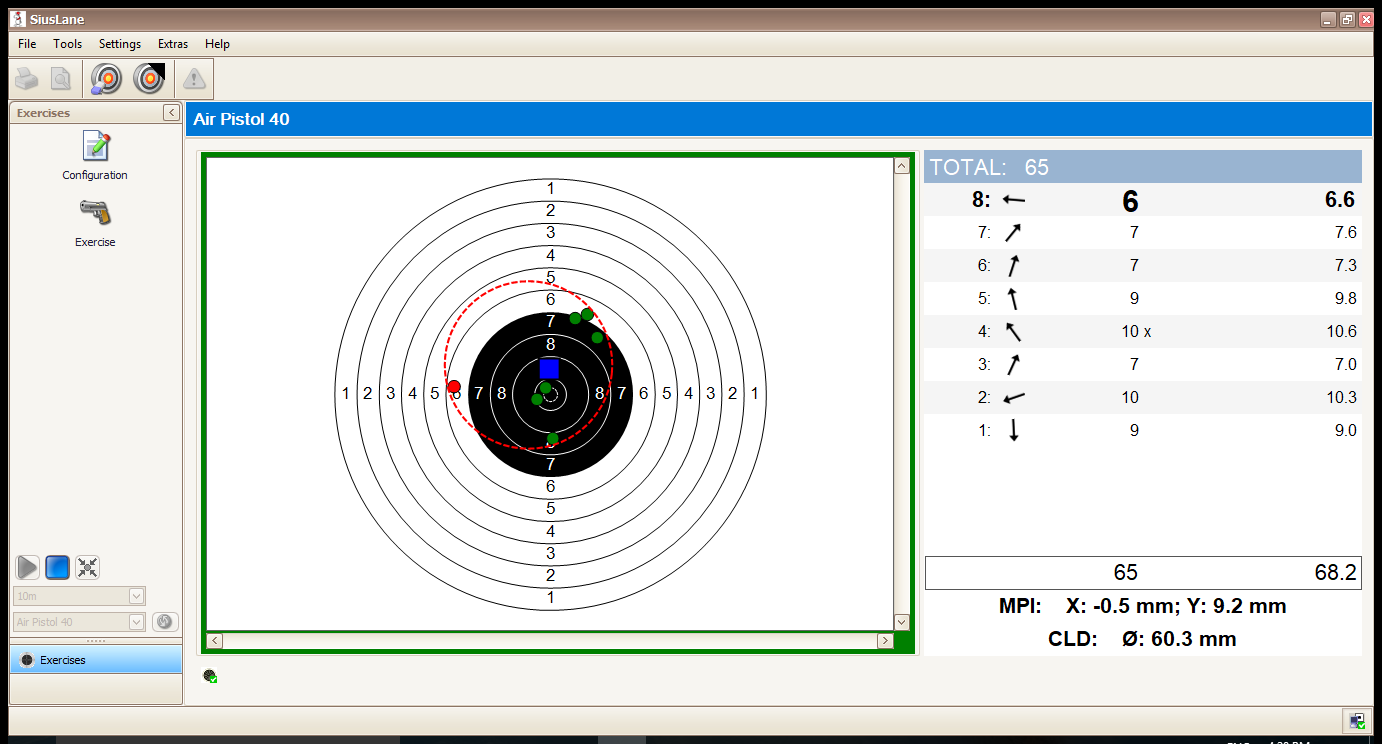 SiusLane
File Tools Settings Extras Help
Exercises
Configuration
Exercise
10m
Air Pistol 40
Exercises
Air Pistol 40
1
2
3
4
5
6
7
8
1 2 3 4 5 6 7 8 8 7 6 5 4 3 2 1
7
6
5
4
3
2
1
TOTAL: 65
8: 6 6.6
7: 7 7.6
6: 7 7.3
5: 9 9.8
4: 10 x 10.6
3: 7 7.0
2: 10 10.3
1: 9 9.0
65 68.2
MPI: X: -0.5 mm; Y: 9.2 mm
CLD: Ø: 60.3 mm